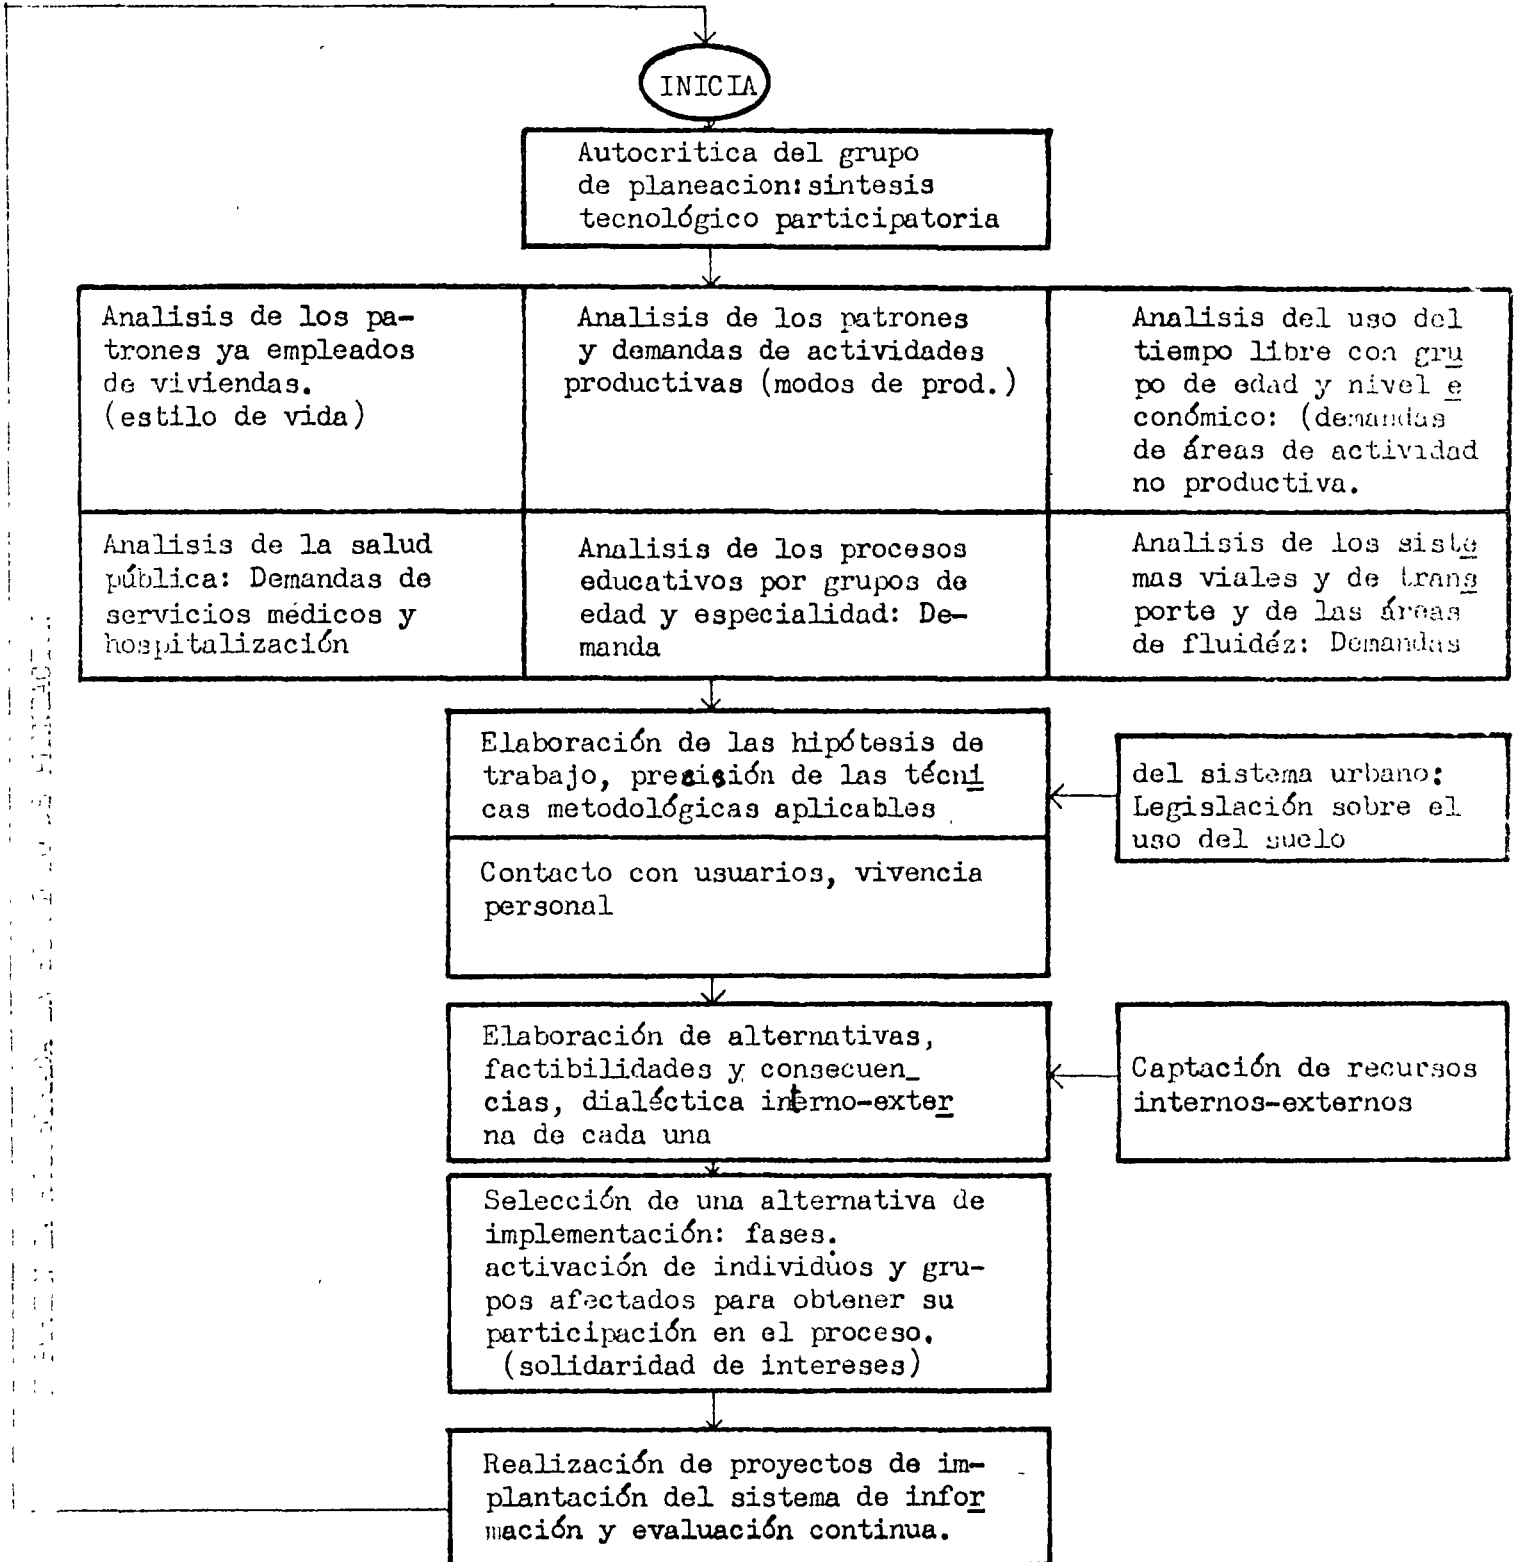 INICIA
Autocritica del grupo
de planeacion: sintesis
tecnológico participatoria
Analisis de los pa-
trones ya empleados
de viviendas.
(estilo de vida)
Analisis de los patrones
y demandas de actividades
productivas (modos de prod.)
Analisis del uso del
tiempo libre con gru
po de edad y nivel e
conómico: (demandas
de áreas de actividad
no productiva.
Analisis de la salud
pública: Demandas de
servicios médicos y
hospitalización
Analisis de los procesos
educativos por grupos de
edad y especialidad: De-
manda
Analisis de los siste
mas viales y de trans
porte y de las áreas
de fluidéz: Demandas
Elaboración de las hipótesis de
trabajo, precisión de las técni
cas metodológicas aplicables
Contacto con usuarios, vivencia
personal
del sistema urbano:
Legislación sobre el
uso del suelo
Elaboración de alternativas,
factibilidades y consecuen_
cias, dialéctica interno-exter
na de cada una
Captación de recursos
internos-externos
Selección de una alternativa de
implementación: fases.
activación de individuos y gru-
pos afectados para obtener su
participación en el proceso.
(solidaridad de intereses)
Realización de proyectos de im-
plantación del sistema de infor
mación y evaluación continua.